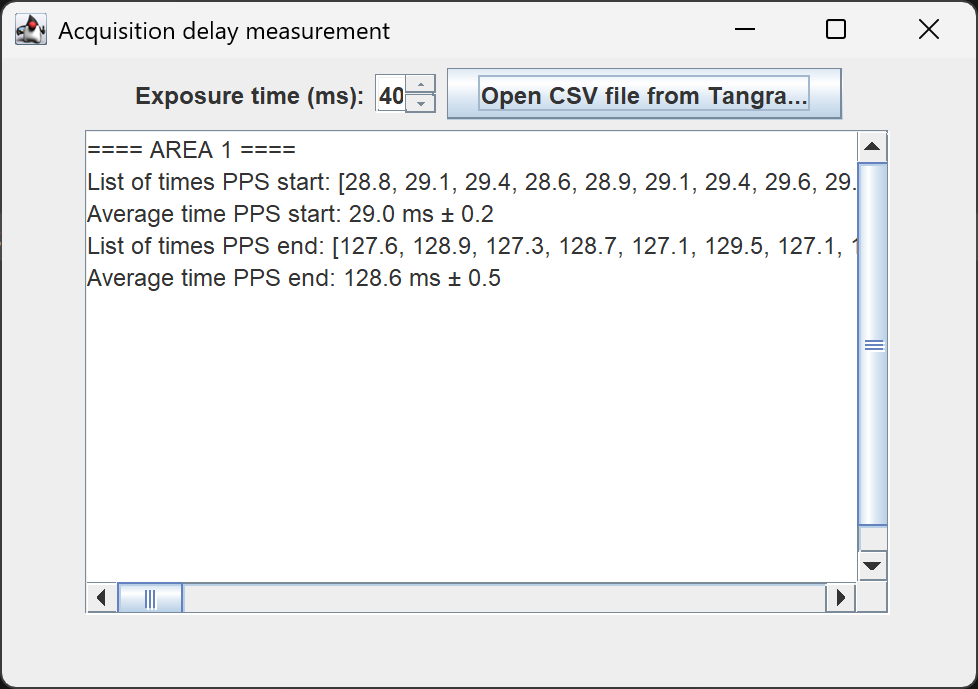 Acquisition delay measurement
Exposure time (ms): 40 Open CSV file from Tangra...
==== AREA 1 ====
List of times PPS start: [28.8, 29.1, 29.4, 28.6, 28.9, 29.1, 29.4, 29.6, 29.
Average time PPS start: 29.0 ms ± 0.2
List of times PPS end: [127.6, 128.9, 127.3, 128.7, 127.1, 129.5, 127.1,
Average time PPS end: 128.6 ms ± 0.5